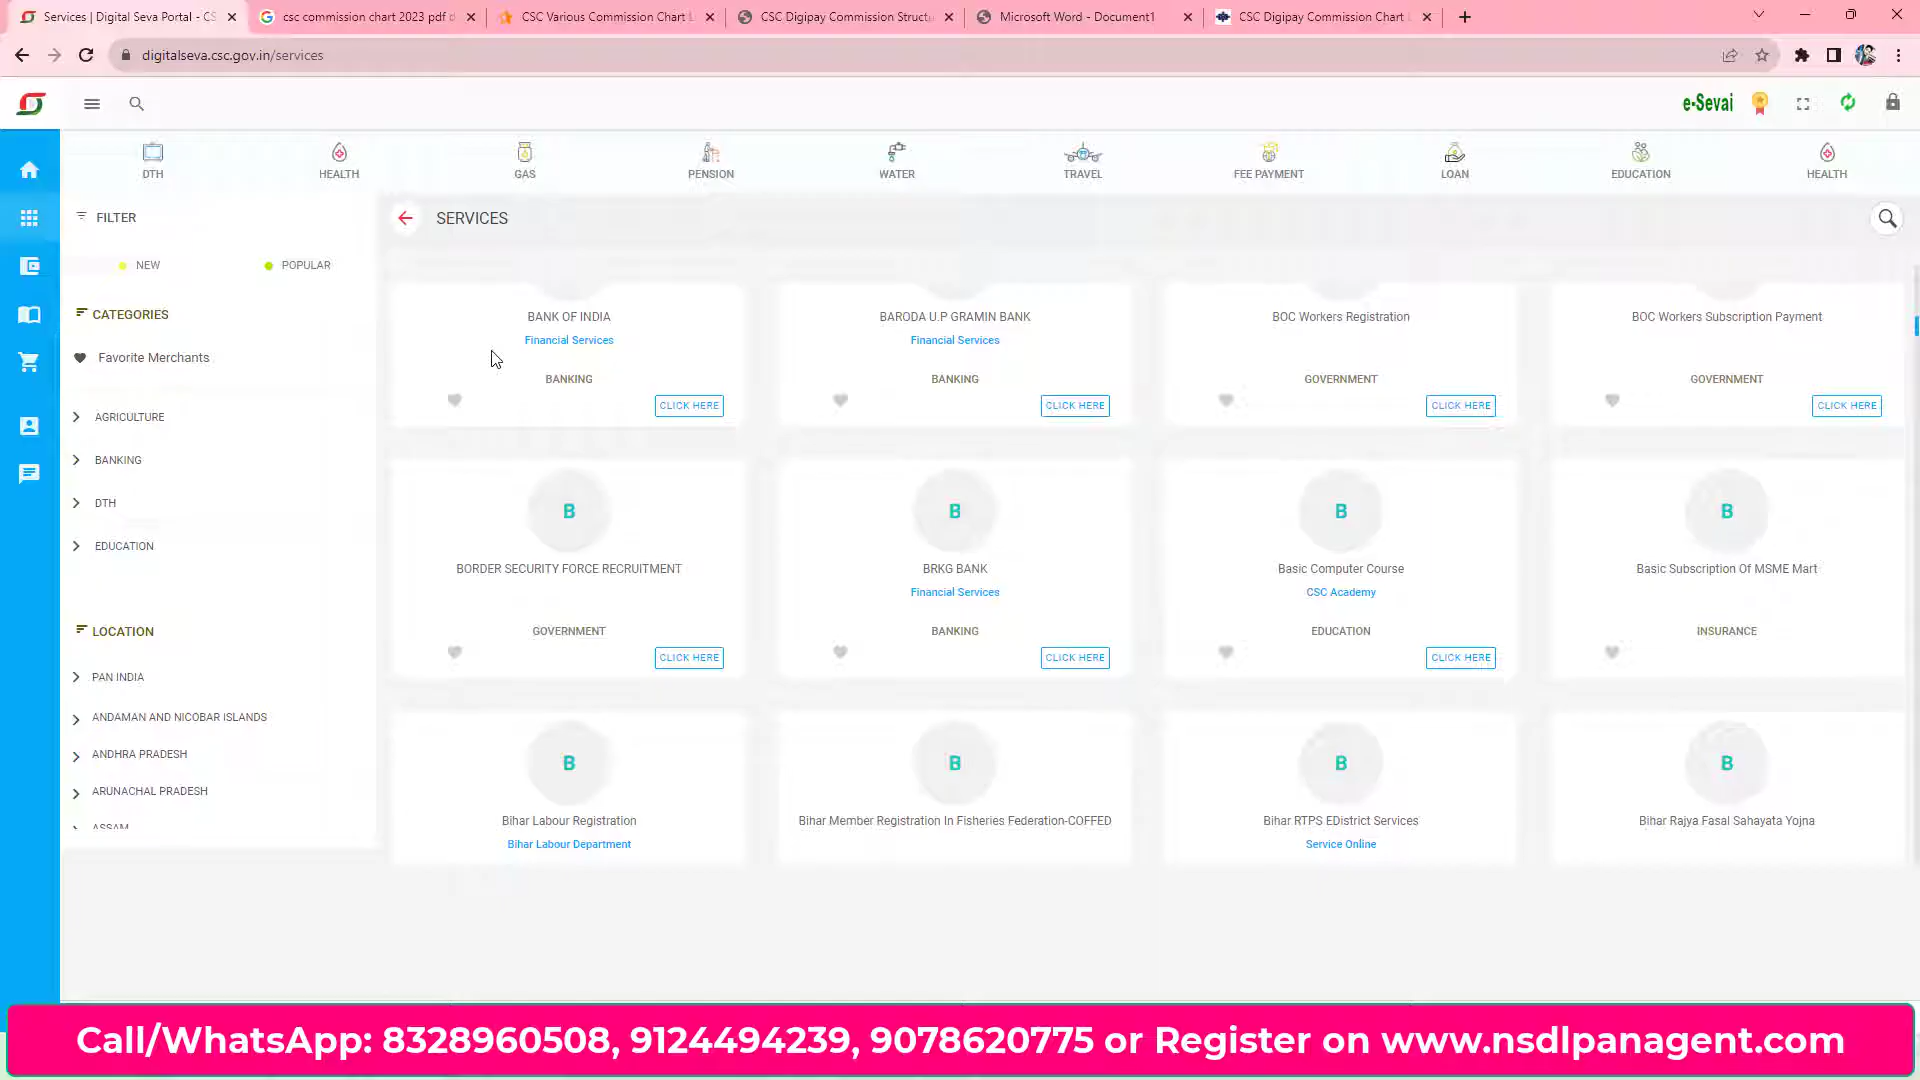 Services | Digital Seva Portal - CS
csc commission chart 2023 pdf d
CSC Various Commission Chart L
CSC Digipay Commission Structu
Microsoft Word - Document1
CSC Digipay Commission Chart
digitalseva.csc.gov.in/services
e-Sevai
DTH
HEALTH
GAS
PENSION
WATER
TRAVEL
FEE PAYMENT
LOAN
EDUCATION
HEALTH
FILTER
NEW
POPULAR
CATEGORIES
Favorite Merchants
AGRICULTURE
BANKING
DTH
EDUCATION
LOCATION
PAN INDIA
ANDAMAN AND NICOBAR ISLANDS
ANDHRA PRADESH
ARUNACHAL PRADESH
ASSAM
SERVICES
BANK OF INDIA
Financial Services
BANKING
CLICK HERE
BARODA U.P GRAMIN BANK
Financial Services
BANKING
CLICK HERE
BOC Workers Registration
GOVERNMENT
CLICK HERE
BOC Workers Subscription Payment
GOVERNMENT
CLICK HERE
B
BORDER SECURITY FORCE RECRUITMENT
GOVERNMENT
CLICK HERE
B
BRKG BANK
Financial Services
BANKING
CLICK HERE
B
Basic Computer Course
CSC Academy
EDUCATION
CLICK HERE
B
Basic Subscription Of MSME Mart
INSURANCE
B
Bihar Labour Registration
Bihar Labour Department
B
Bihar Member Registration In Fisheries Federation-COFFED
B
Bihar RTPS EDistrict Services
Service Online
B
Bihar Rajya Fasal Sahayata Yojna
Call/WhatsApp: 8328960508, 9124494239, 9078620775 or Register on www.nsdlpanagent.com